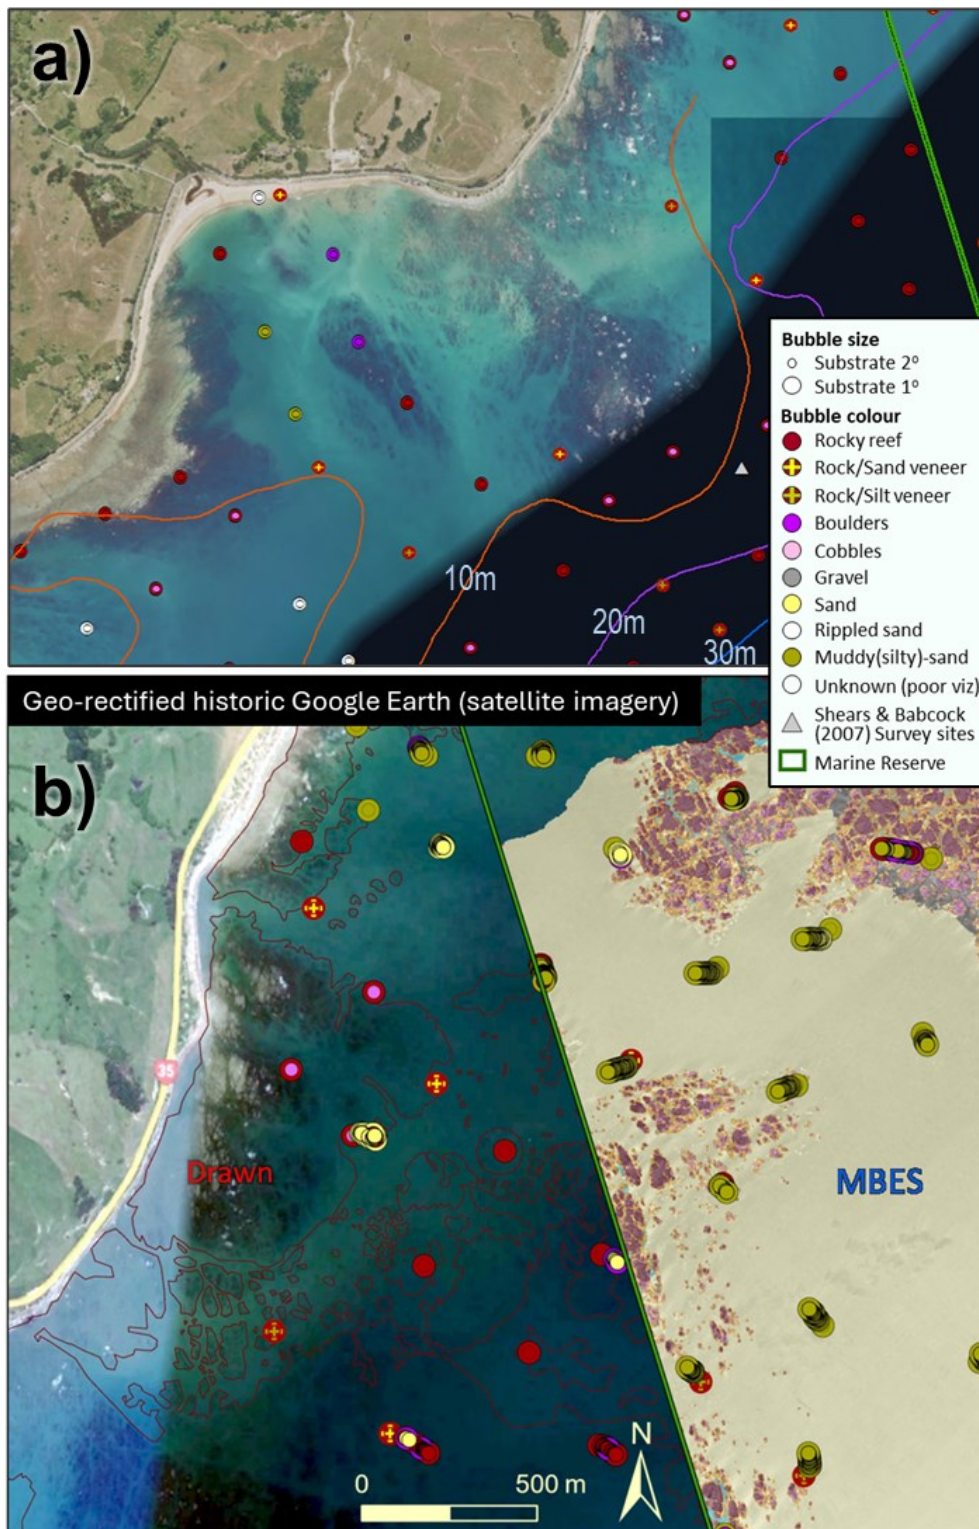 a)
10m
20m
30m
Bubble size
Substrate 2º
Substrate 1º
Bubble colour
Rocky reef
Rock/Sand veneer
Rock/Silt veneer
Boulders
Cobbles
Gravel
Sand
Rippled sand
Muddy(silty)-sand
Unknown (poor viz)
Shears & Babcock
(2007) Survey sites
Marine Reserve
Geo-rectified historic Google Earth (satellite imagery)
b)
35
Drawn
MBES
N
0 500 m